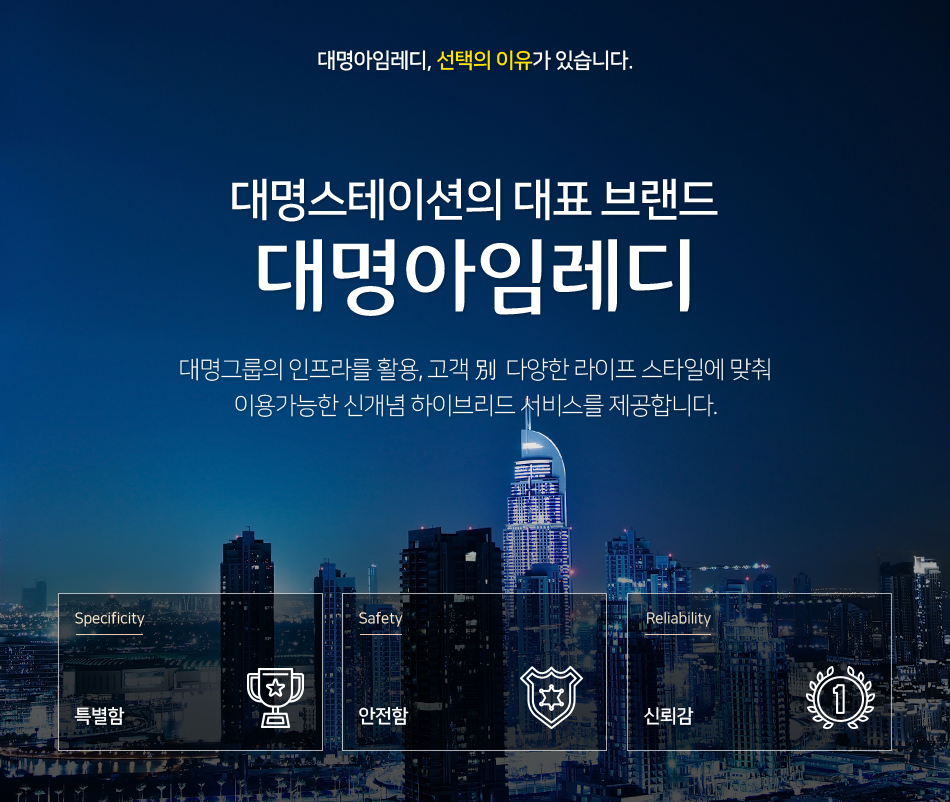 대명아임레디, 선택의 이유가 있습니다.
대명스테이션의 대표 브랜드
대명아임레디
대명그룹의 인프라를 활용, 고객 別 다양한 라이프 스타일에 맞춰
이용가능한 신개념 하이브리드 서비스를 제공합니다.
Specificity
특별함
Safety
안전함
Reliability
신뢰감
1